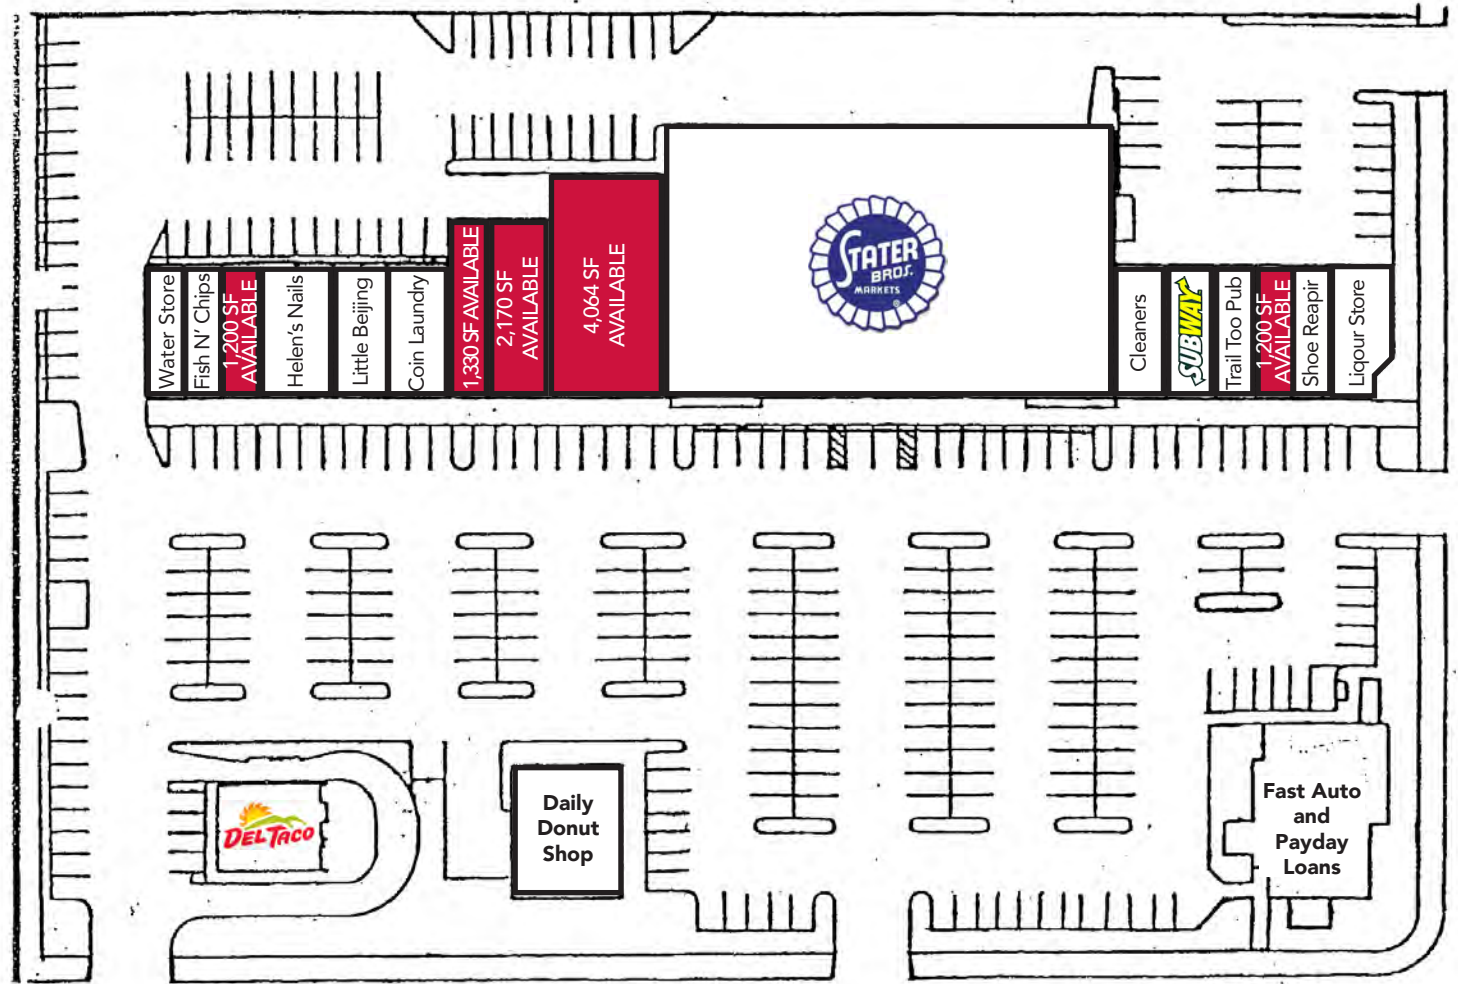 Water Store
Fish N' Chips
1,200 SF
AVAILABLE
Helen's Nails
Little Beijing
Coin Laundry
1,330 SF AVAILABLE
2,170 SF
AVAILABLE
4,064 SF
AVAILABLE
STATER
BROS.
MARKETS
®
Cleaners
SUBWAY
Trail Too Pub
1,200 SF
AVAILABLE
Shoe Reapir
Liqour Store
DEL TACO
Daily
Donut
Shop
Fast Auto
and
Payday
Loans